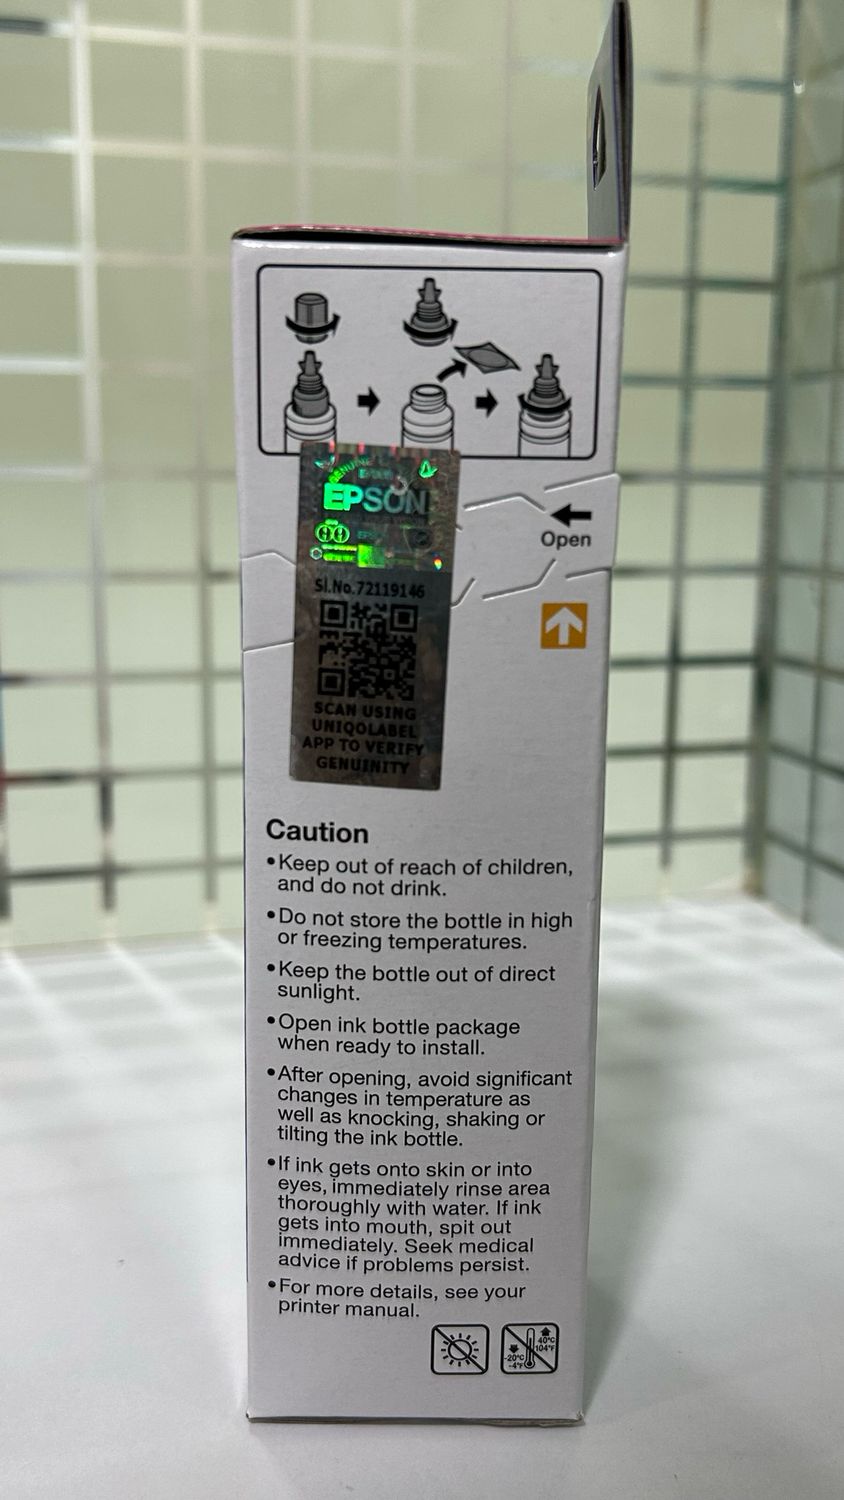 GENUINE
EPSON
Sl.No.72119146
SCAN USING
UNIQOLABEL
APP TO VERIFY
GENUINITY
Open
Caution
•Keep out of reach of children,
and do not drink.
•Do not store the bottle in high
or freezing temperatures.
•Keep the bottle out of direct
sunlight.
•Open ink bottle package
when ready to install.
•After opening, avoid significant
changes in temperature as
well as knocking, shaking or
tilting the ink bottle.
•If ink gets onto skin or into
eyes, immediately rinse area
thoroughly with water. If ink
gets into mouth, spit out
immediately. Seek medical
advice if problems persist.
•For more details, see your
printer manual.
40°C
104°F
-20°C
-4°F